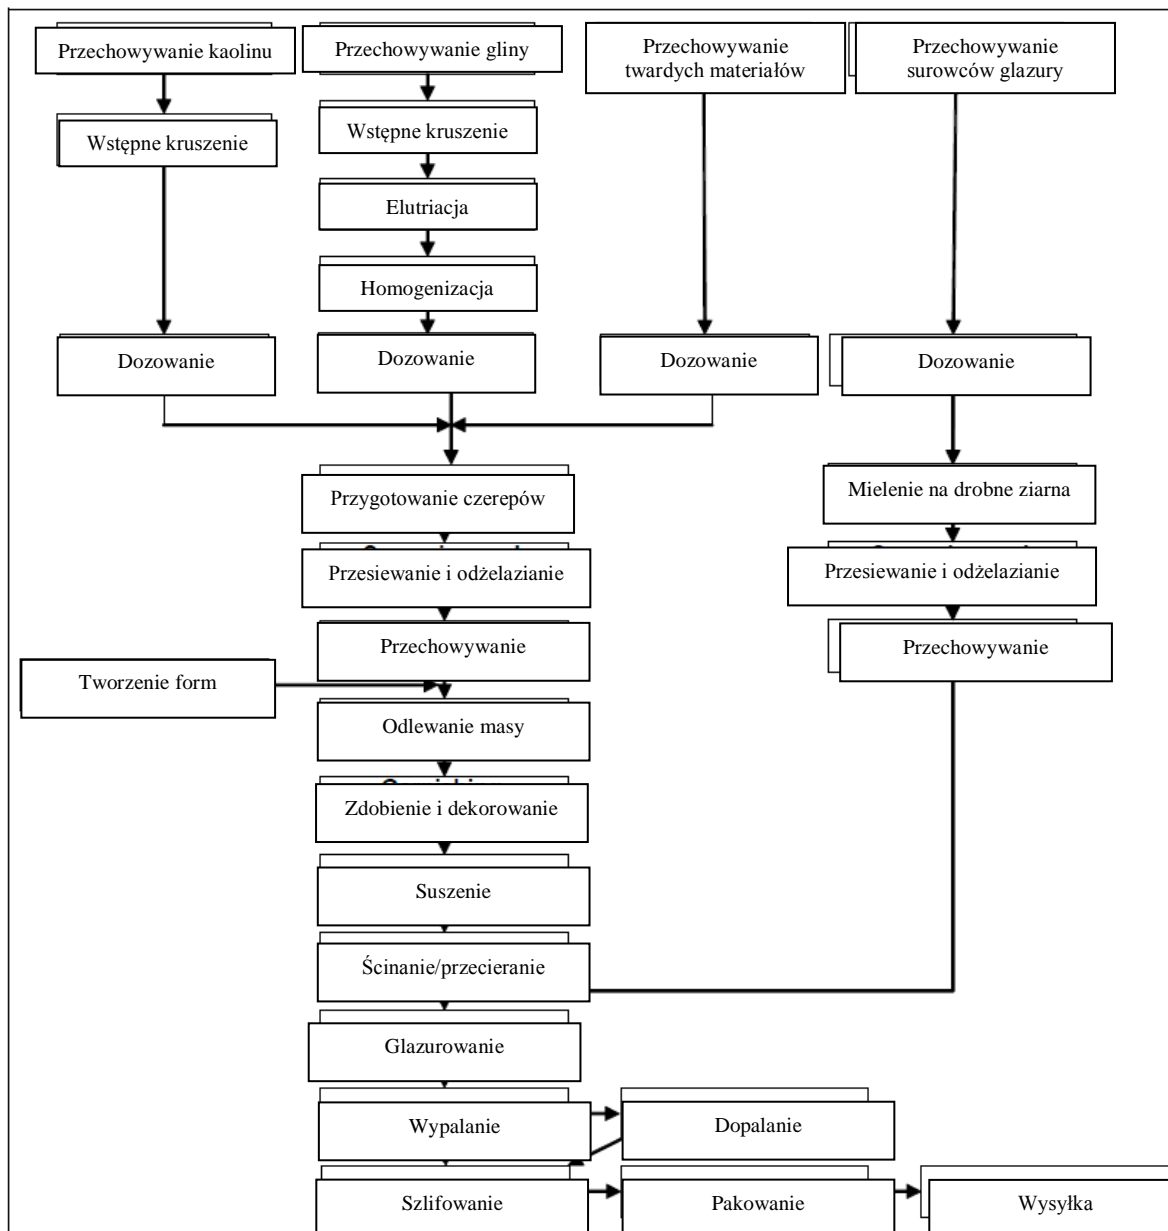 Przechowywanie kaolinu
Przechowywanie gliny
Przechowywanie
twardych materiałów
Przechowywanie
surowców glazury
Wstępne kruszenie
Wstępne kruszenie
Elutriacja
Homogenizacja
Dozowanie
Dozowanie
Dozowanie
Dozowanie
Przygotowanie czerepów
Mielenie na drobne ziarna
Przesiewanie i odżelazianie
Przesiewanie i odżelazianie
Przechowywanie
Przechowywanie
Tworzenie form
Odlewanie masy
Zdobienie i dekorowanie
Suszenie
Ścinanie/przecieranie
Glazurowanie
Wypalanie
Dopalanie
Szlifowanie
Pakowanie
Wysyłka